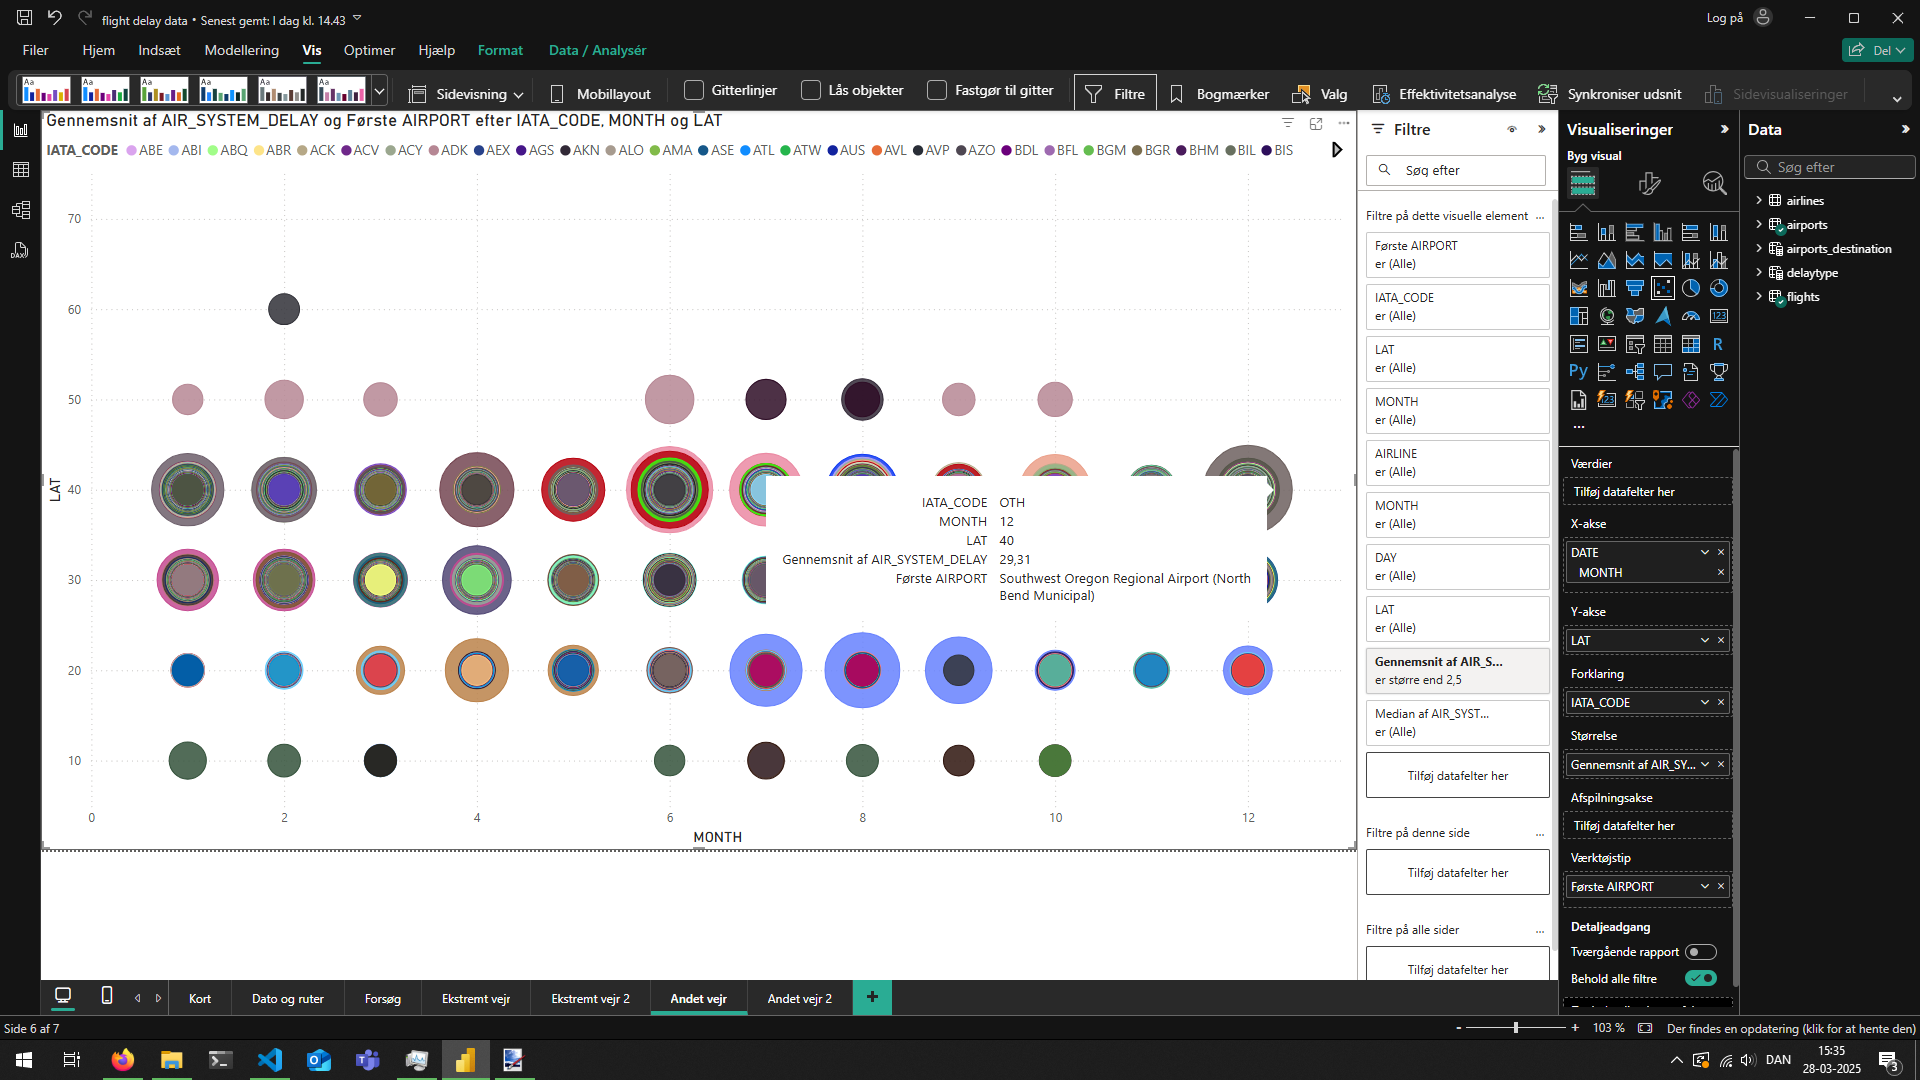 flight delay data • Senest gemt: I dag kl. 14.43
Log på
Filer Hjem Indsæt Modellering Vis Optimer Hjælp Format Data / Analysér
Del
Aa Aa Aa Aa Aa Aa
Sidevisning
Mobillayout
Gitterlinjer
Lås objekter
Fastgør til gitter
Filtre
Bogmærker
Valg
Effektivitetsanalyse
Synkroniser udsnit
Sidevisualiseringer
Gennemsnit af AIR_SYSTEM_DELAY og Første AIRPORT efter IATA_CODE, MONTH og LAT
IATA_CODE ABE ABI ABQ ABR ACK ACV ACY ADK AEX AGS AKN ALO AMA ASE ATL ATW AUS AVL AVP AZO BDL BFL BGM BGR BHM BIL BIS
70
60
50
40
30
20
10
LAT
0 2 4 6 8 10 12
MONTH
IATA_CODE OTH
MONTH 12
LAT 40
Gennemsnit af AIR_SYSTEM_DELAY 29,31
Første AIRPORT Southwest Oregon Regional Airport (North
Bend Municipal)
Filtre
Søg efter
Filtre på dette visuelle element ...
Første AIRPORT
er (Alle)
IATA_CODE
er (Alle)
LAT
er (Alle)
MONTH
er (Alle)
AIRLINE
er (Alle)
MONTH
er (Alle)
DAY
er (Alle)
LAT
er (Alle)
Gennemsnit af AIR_S...
er større end 2,5
Median af AIR_SYST...
er (Alle)
Tilføj datafelter her
Filtre på denne side ...
Tilføj datafelter her
Filtre på alle sider ...
Tilføj datafelter her
Visualiseringer
Byg visual
123
R
Py
...
Værdier
Tilføj datafelter her
X-akse
DATE
MONTH
Y-akse
LAT
Forklaring
IATA_CODE
Størrelse
Gennemsnit af AIR_SY...
Afspilningsakse
Tilføj datafelter her
Værktøjstip
Første AIRPORT
Detaljeadgang
Tværgående rapport
Behold alle filtre
Data
Søg efter
airlines
airports
airports_destination
delaytype
flights
Kort
Dato og ruter
Forsøg
Ekstremt vejr
Ekstremt vejr 2
Andet vejr
Andet vejr 2
+
Side 6 af 7
- + 103 %
Der findes en opdatering (klik for at hente den)
DAN
15:35
28-03-2025
3